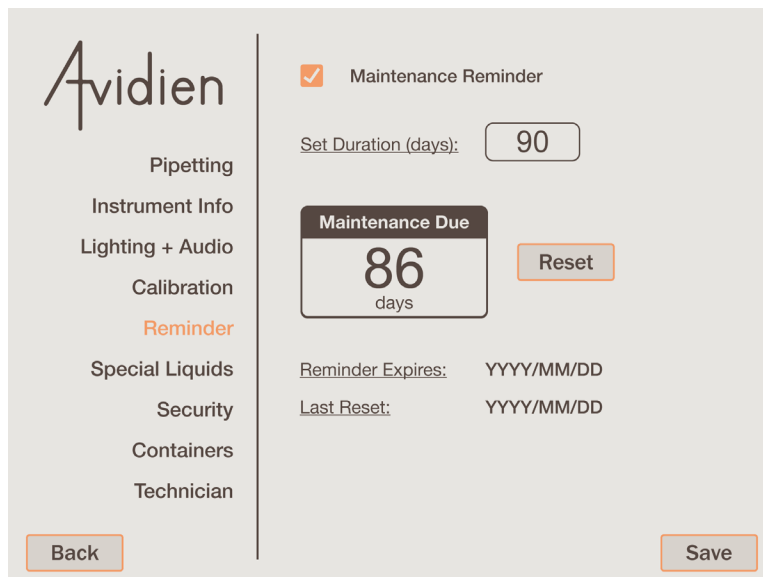 Avidien
Pipetting
Instrument Info
Lighting + Audio
Calibration
Reminder
Special Liquids
Security
Containers
Technician
Back
Maintenance Reminder
Set Duration (days): 90
Maintenance Due
86
days
Reset
Reminder Expires: YYYY/MM/DD
Last Reset: YYYY/MM/DD
Save